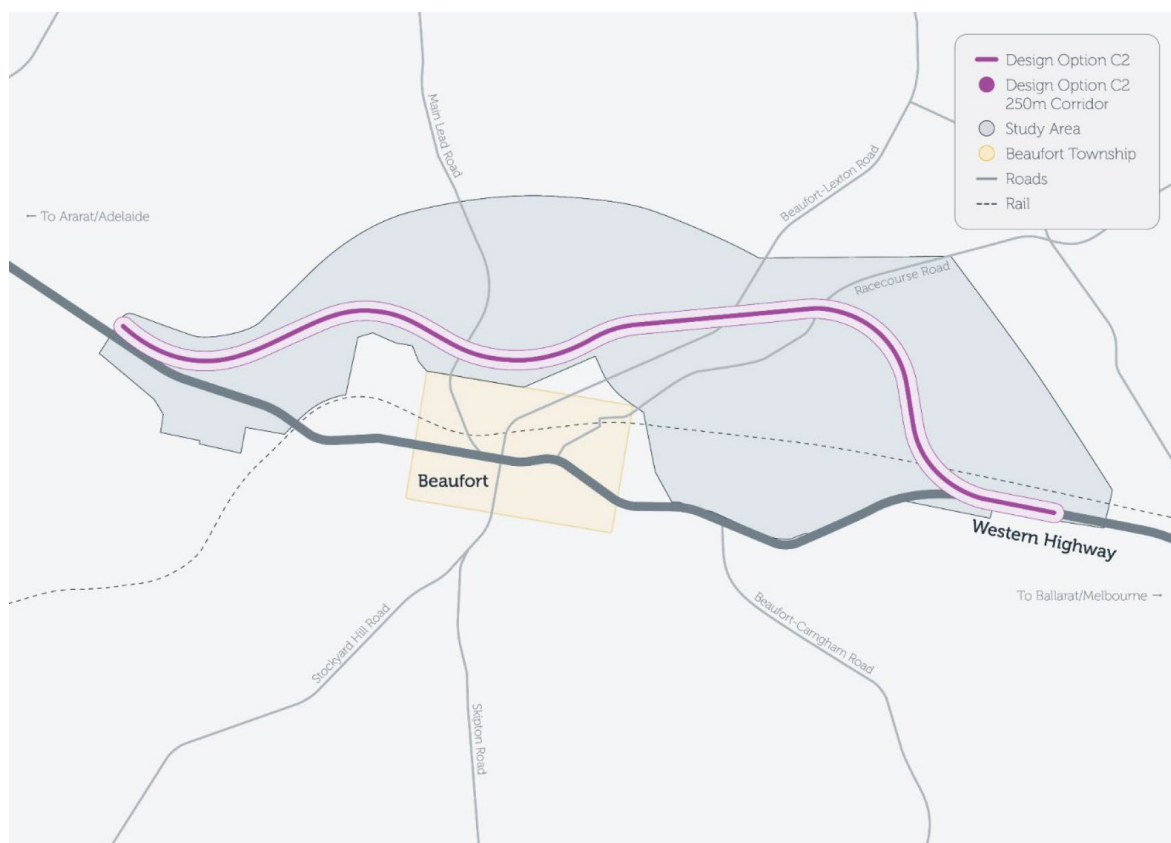 Design Option C2
Design Option C2
250m Corridor
Study Area
Beaufort Township
Roads
Rail
Main Lead Road
Beaufort-Lexton Road
← To Ararat/Adelaide
Racecourse Road
Beaufort
Western Highway
To Ballarat/Melbourne →
Stockyard Hill Road
Beaufort-Carngham Road
Skipton Road